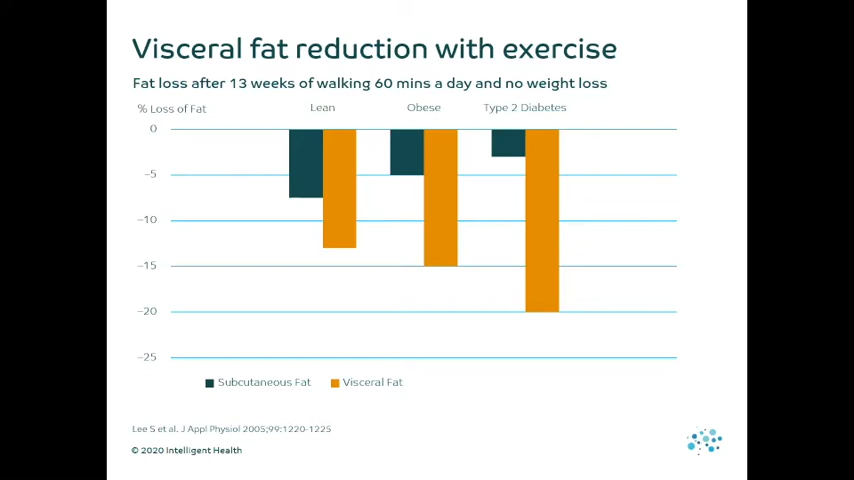 Visceral fat reduction with exercise
Fat loss after 13 weeks of walking 60 mins a day and no weight loss
% Loss of Fat
Lean
Obese
Type 2 Diabetes
0
–5
–10
–15
–20
–25
Subcutaneous Fat
Visceral Fat
Lee S et al. J Appl Physiol 2005;99:1220-1225
© 2020 Intelligent Health